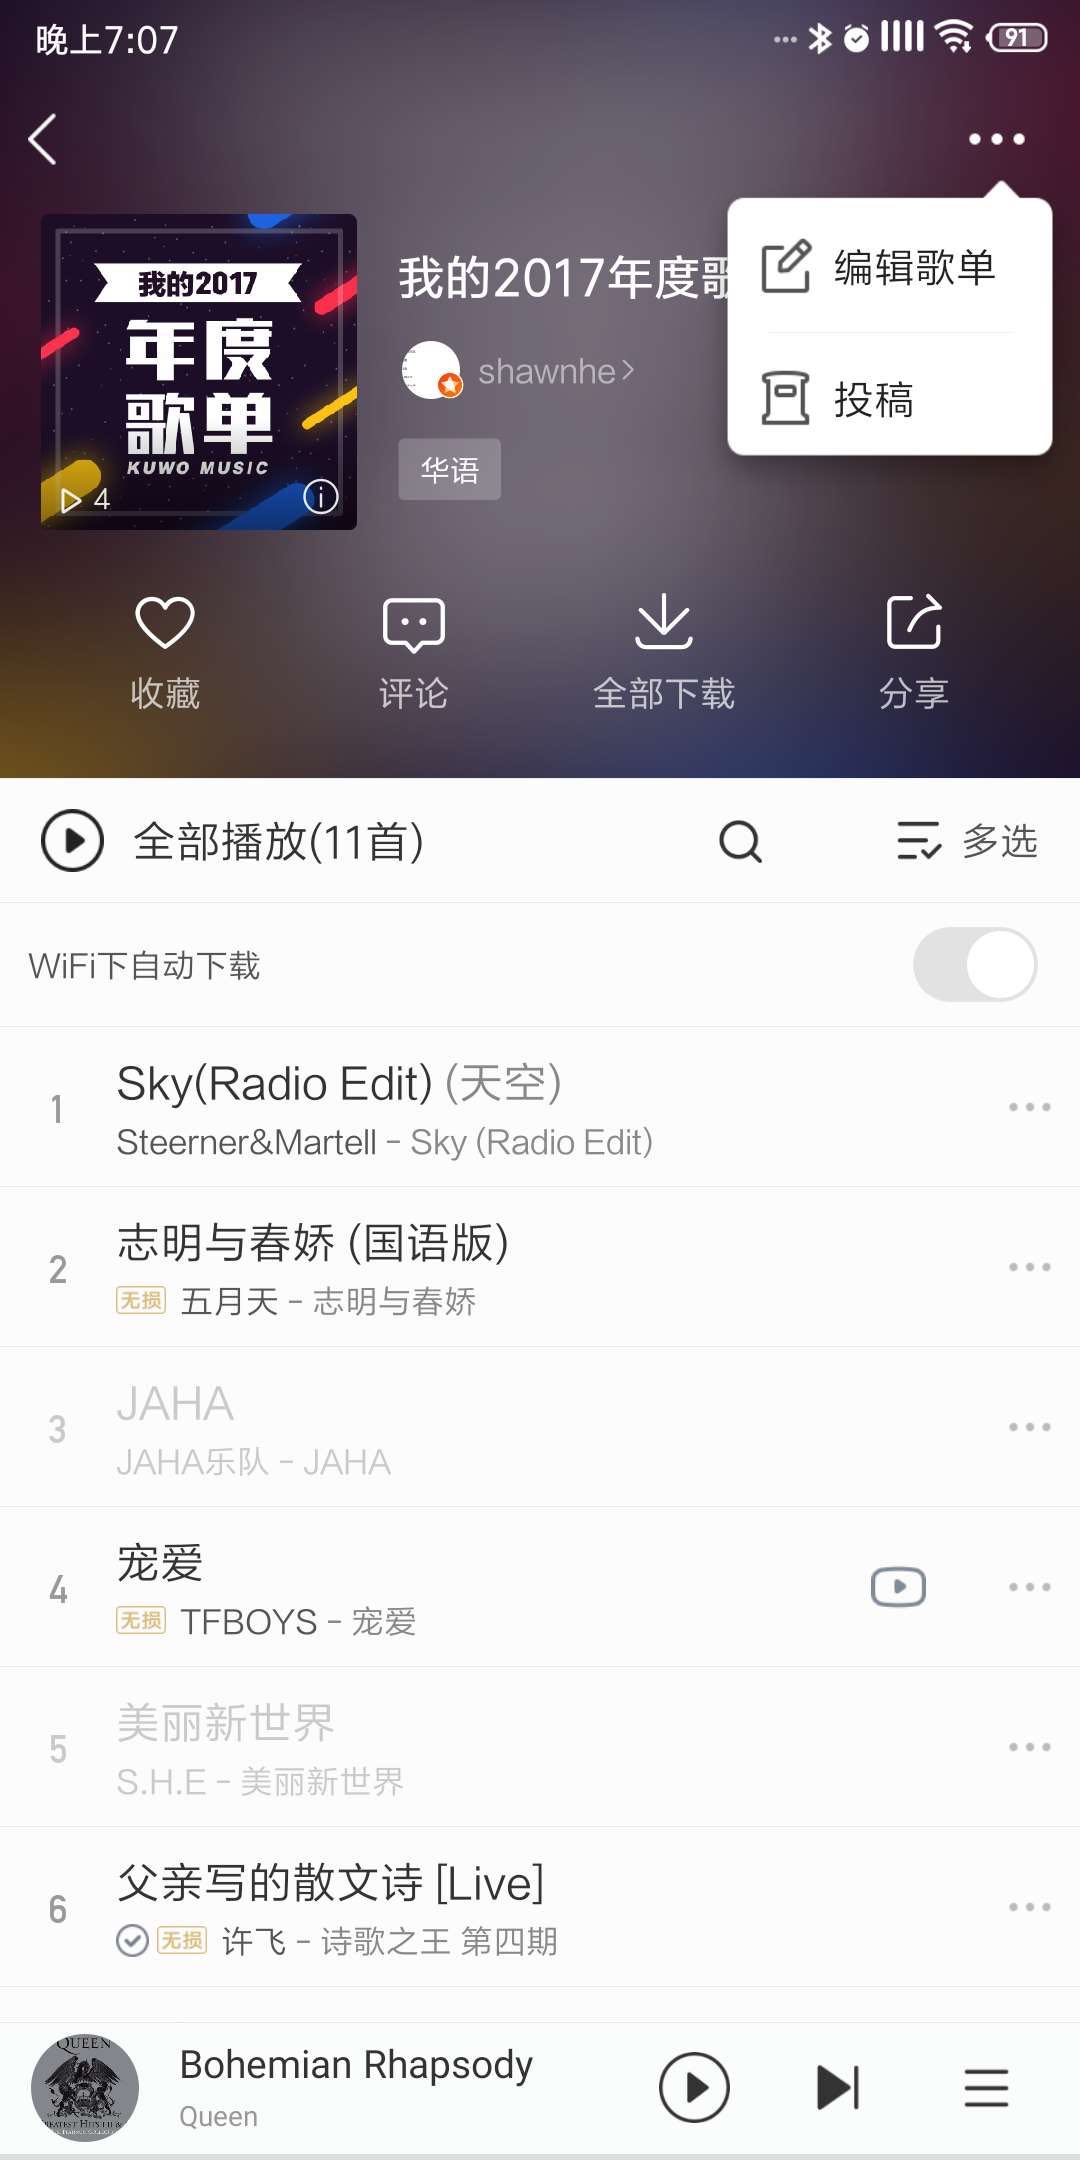 晚上7:07
91
我的2017年度歌
编辑歌单
投稿
我的2017
年度
歌单
KUWO MUSIC
4
shawnhe
华语
收藏
评论
全部下载
分享
全部播放(11首)
多选
WiFi下自动下载
1
Sky(Radio Edit) (天空)
Steerner&Martell - Sky (Radio Edit)
2
志明与春娇 (国语版)
无损 五月天 - 志明与春娇
3
JAHA
JAHA乐队 - JAHA
4
宠爱
无损 TFBOYS - 宠爱
5
美丽新世界
S.H.E - 美丽新世界
6
父亲写的散文诗 [Live]
无损 许飞 - 诗歌之王 第四期
QUEEN
Bohemian Rhapsody
Queen